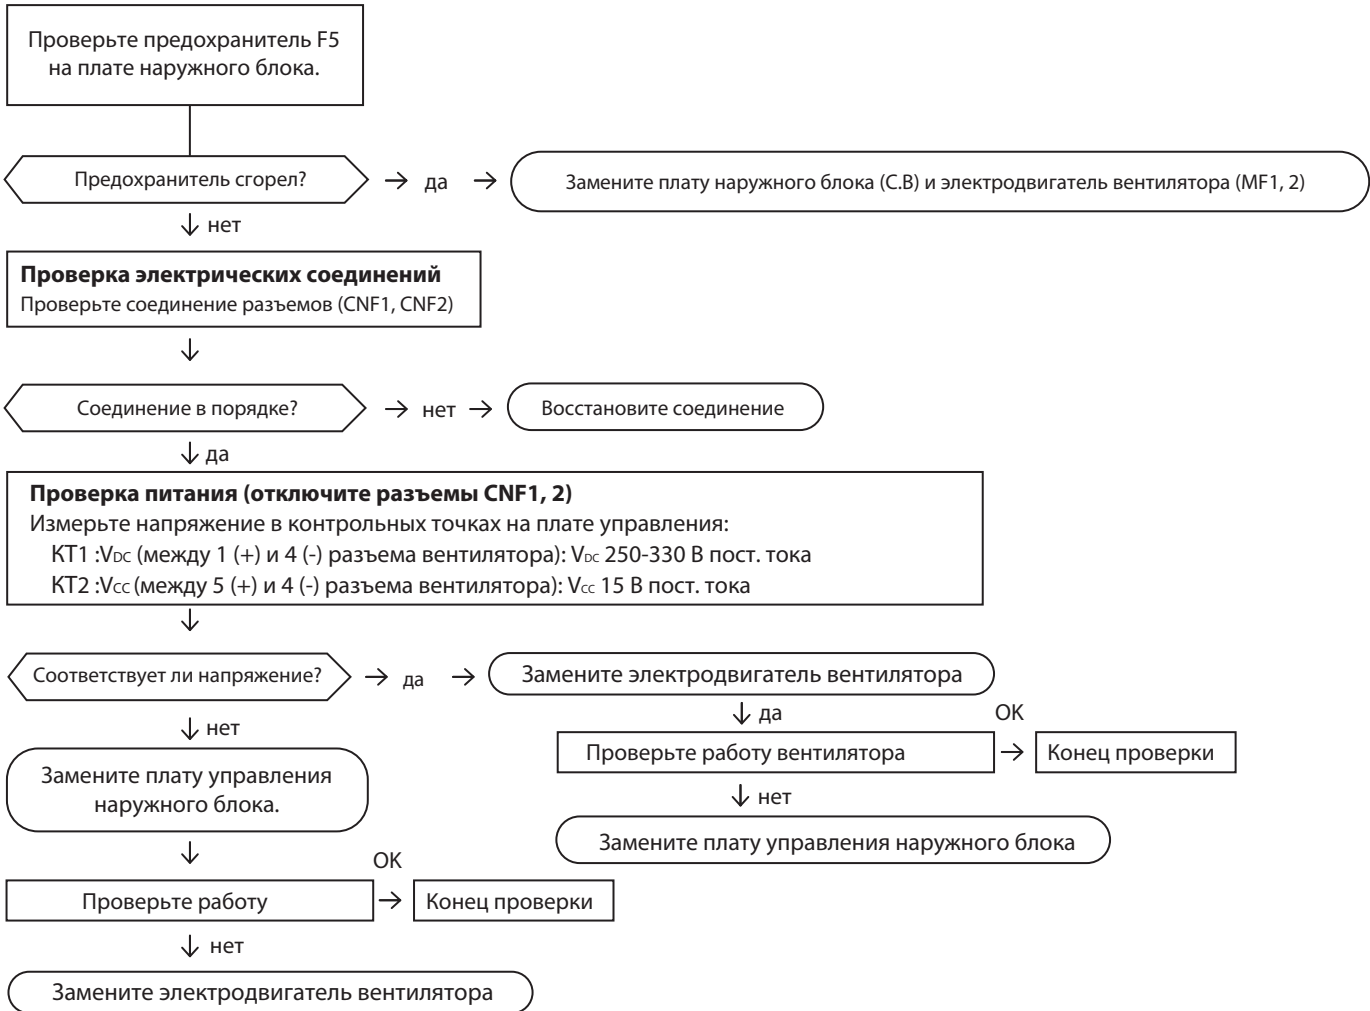 Проверьте предохранитель F5
на плате наружного блока.
Предохранитель сгорел?
да
Замените плату наружного блока (C.B) и электродвигатель вентилятора (MF1, 2)
нет
Проверка электрических соединений
Проверьте соединение разъемов (CNF1, CNF2)
Соединение в порядке?
нет
Восстановите соединение
да
Проверка питания (отключите разъемы CNF1, 2)
Измерьте напряжение в контрольных точках на плате управления:
КТ1 :VDC (между 1 (+) и 4 (-) разъема вентилятора): VDC 250-330 В пост. тока
КТ2 :VCC (между 5 (+) и 4 (-) разъема вентилятора): VCC 15 В пост. тока
Соответствует ли напряжение?
да
Замените электродвигатель вентилятора
да
OK
Проверьте работу вентилятора
Конец проверки
нет
Замените плату управления наружного блока
нет
Замените плату управления
наружного блока.
OK
Проверьте работу
Конец проверки
нет
Замените электродвигатель вентилятора